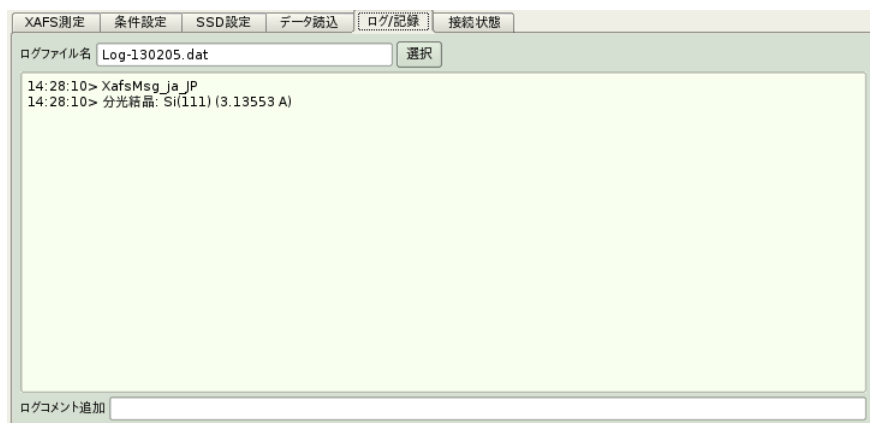 XAFS測定 条件設定 SSD設定 データ読込 ログ/記録 接続状態
ログファイル名 Log-130205.dat 選択
14:28:10> XafsMsg_ja_JP
14:28:10> 分光結晶: Si(111) (3.13553 A)
ログコメント追加